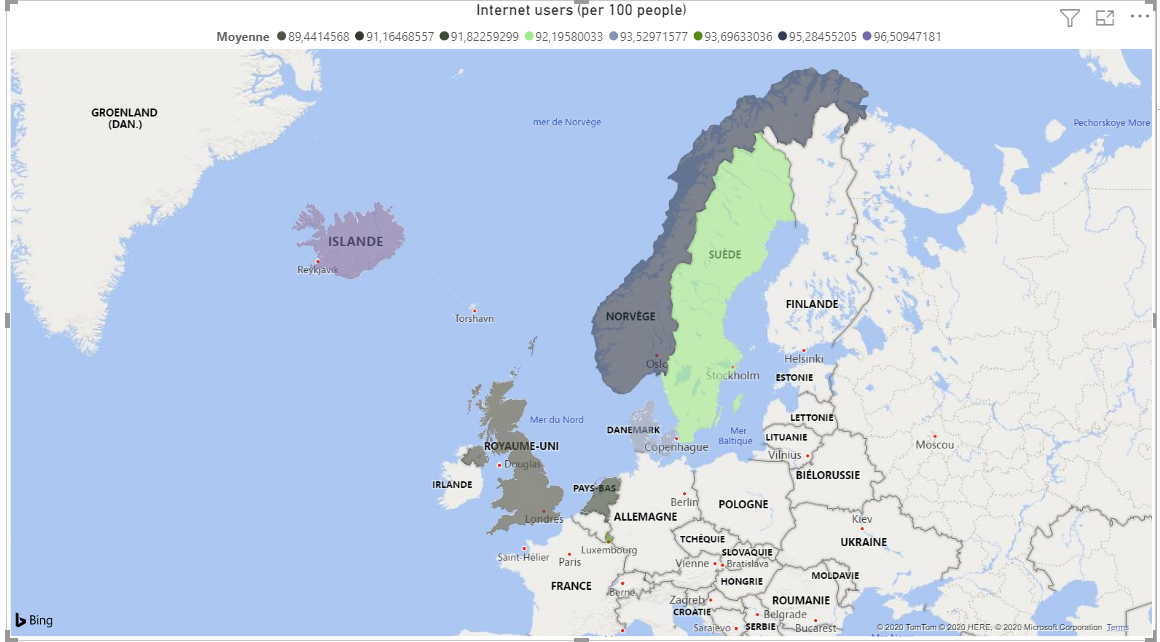 Internet users (per 100 people)
Moyenne 89,4414568 91,16468557 91,82259299 92,19580033 93,52971577 93,69633036 95,28455205 96,50947181
GROENLAND
(DAN.)
mer de Norvège
Pechorskoye More
ISLANDE
Reykjavik
SUÈDE
FINLANDE
NORVÈGE
Torshavn
Oslo
Helsinki
Stockholm
ESTONIE
Mer du Nord
LETTONIE
DANEMARK
Mer
Baltique
LITUANIE
Copenhague
Moscou
ROYAUME-UNI
Vilnius
Douglas
BIÉLORUSSIE
IRLANDE
PAYS-BAS
Berlin
POLOGNE
Londres
ALLEMAGNE
Kiev
TCHÉQUIE
UKRAINE
Luxembourg
SLOVAQUIE
Saint-Hélier
Paris
Vienne
Bratislava
MOLDAVIE
HONGRIE
FRANCE
Berne
Zagreb
ROUMANIE
CROATIE
Belgrade
Bing
Sarajevo
SERBIE
Bucarest
© 2020 TomTom © 2020 HERE, © 2020 Microsoft Corporation Terms